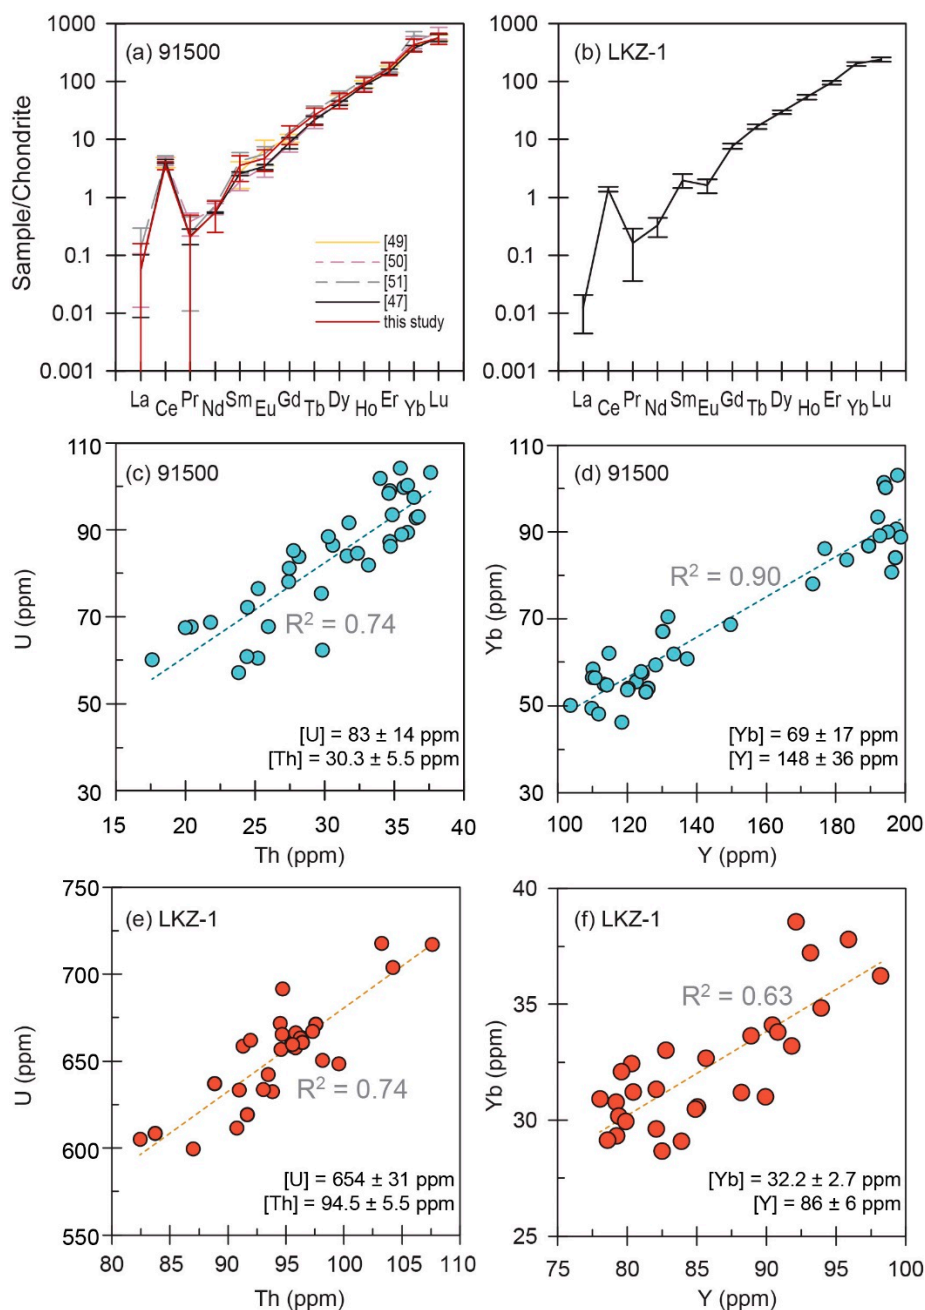 (a) 91500
(b) LKZ-1
Sample/Chondrite
1000
100
10
1
0.1
0.01
0.001
[49]
[50]
[51]
[47]
this study
La Ce Pr Nd Sm Eu Gd Tb Dy Ho Er Yb Lu
1000
100
10
1
0.1
0.01
0.001
La Ce Pr Nd Sm Eu Gd Tb Dy Ho Er Yb Lu
(c) 91500
U (ppm)
110
90
70
50
30
R² = 0.74
[U] = 83 ± 14 ppm
[Th] = 30.3 ± 5.5 ppm
15 20 25 30 35 40
Th (ppm)
(d) 91500
Yb (ppm)
110
90
70
50
30
R² = 0.90
[Yb] = 69 ± 17 ppm
[Y] = 148 ± 36 ppm
100 120 140 160 180 200
Y (ppm)
(e) LKZ-1
U (ppm)
750
700
650
600
550
R² = 0.74
[U] = 654 ± 31 ppm
[Th] = 94.5 ± 5.5 ppm
80 85 90 95 100 105 110
Th (ppm)
(f) LKZ-1
Yb (ppm)
40
35
30
25
R² = 0.63
[Yb] = 32.2 ± 2.7 ppm
[Y] = 86 ± 6 ppm
75 80 85 90 95 100
Y (ppm)